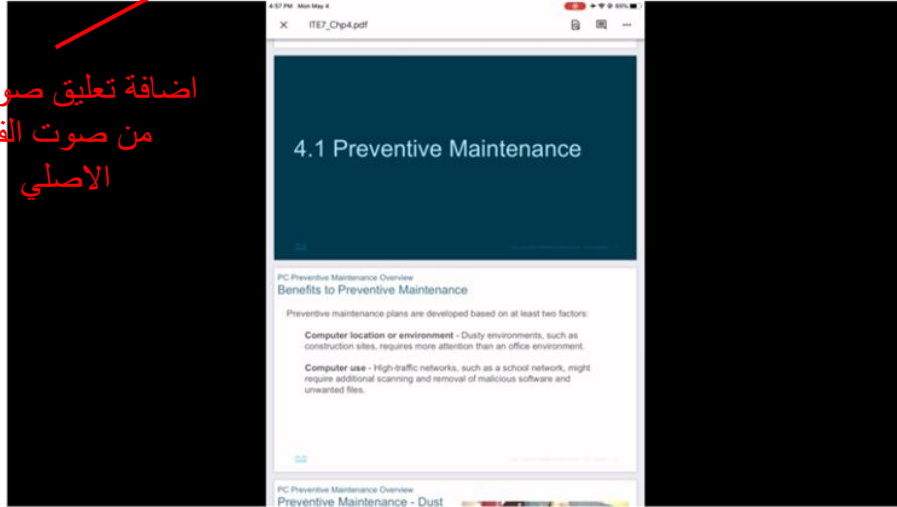 4:57 PM Mon May 4
65%
ITE7_Chp4.pdf
اضافة تعليق
من صوت
الاصلي
4.1 Preventive Maintenance
PC Preventive Maintenance Overview
Benefits to Preventive Maintenance
Preventive maintenance plans are developed based on at least two factors:
Computer location or environment - Dusty environments, such as
construction sites, requires more attention than an office environment.
Computer use - High-traffic networks, such as a school network, might
require additional scanning and removal of malicious software and
unwanted files.
PC Preventive Maintenance Overview
Preventive Maintenance - Dust